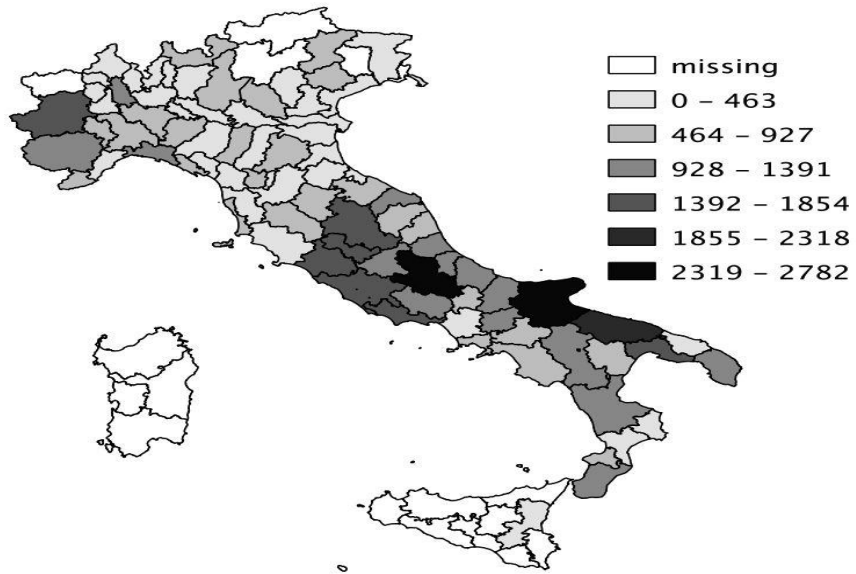 missing
0 – 463
464 – 927
928 – 1391
1392 – 1854
1855 – 2318
2319 – 2782